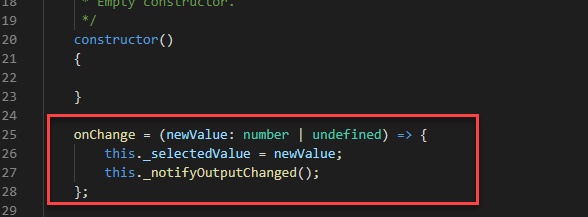 18 * Empty constructor.
19 */
20 constructor()
21 {
22
23 }
24
25 onChange = (newValue: number | undefined) => {
26 this._selectedValue = newValue;
27 this._notifyOutputChanged();
28 };
29